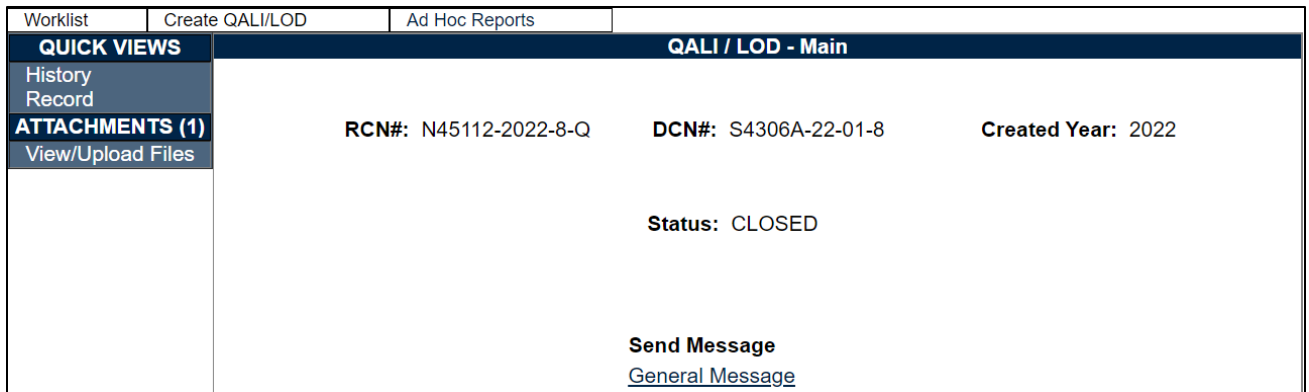 Worklist Create QALI/LOD Ad Hoc Reports
QUICK VIEWS
History
Record
ATTACHMENTS (1)
View/Upload Files
QALI / LOD - Main
RCN#: N45112-2022-8-Q DCN#: S4306A-22-01-8 Created Year: 2022
Status: CLOSED
Send Message
General Message